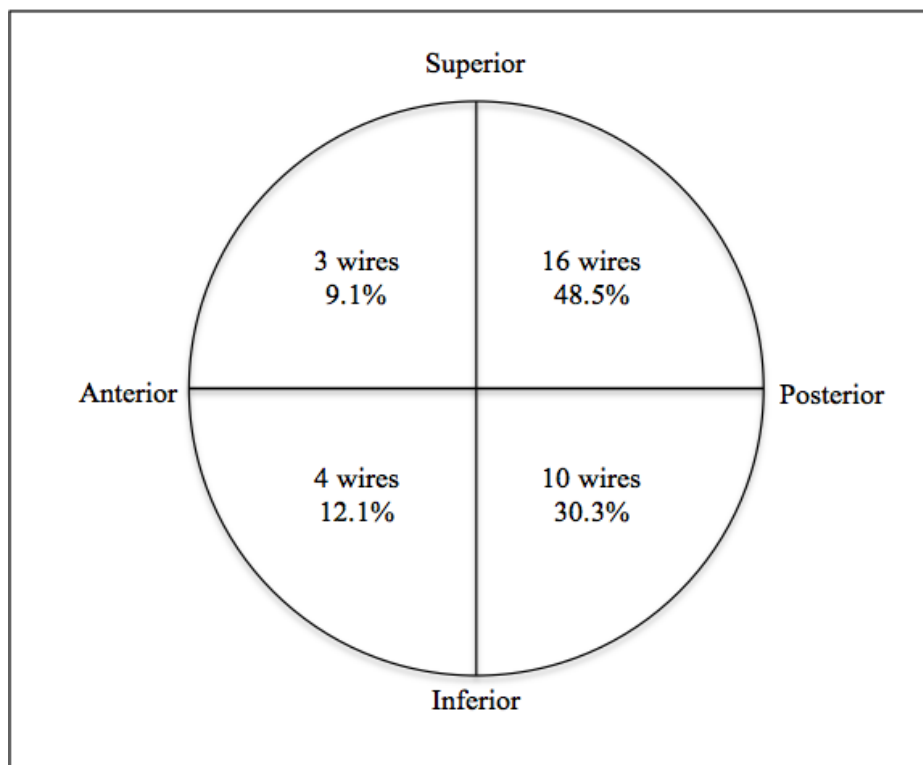 Superior
3 wires
9.1%
16 wires
48.5%
Anterior
Posterior
4 wires
12.1%
10 wires
30.3%
Inferior